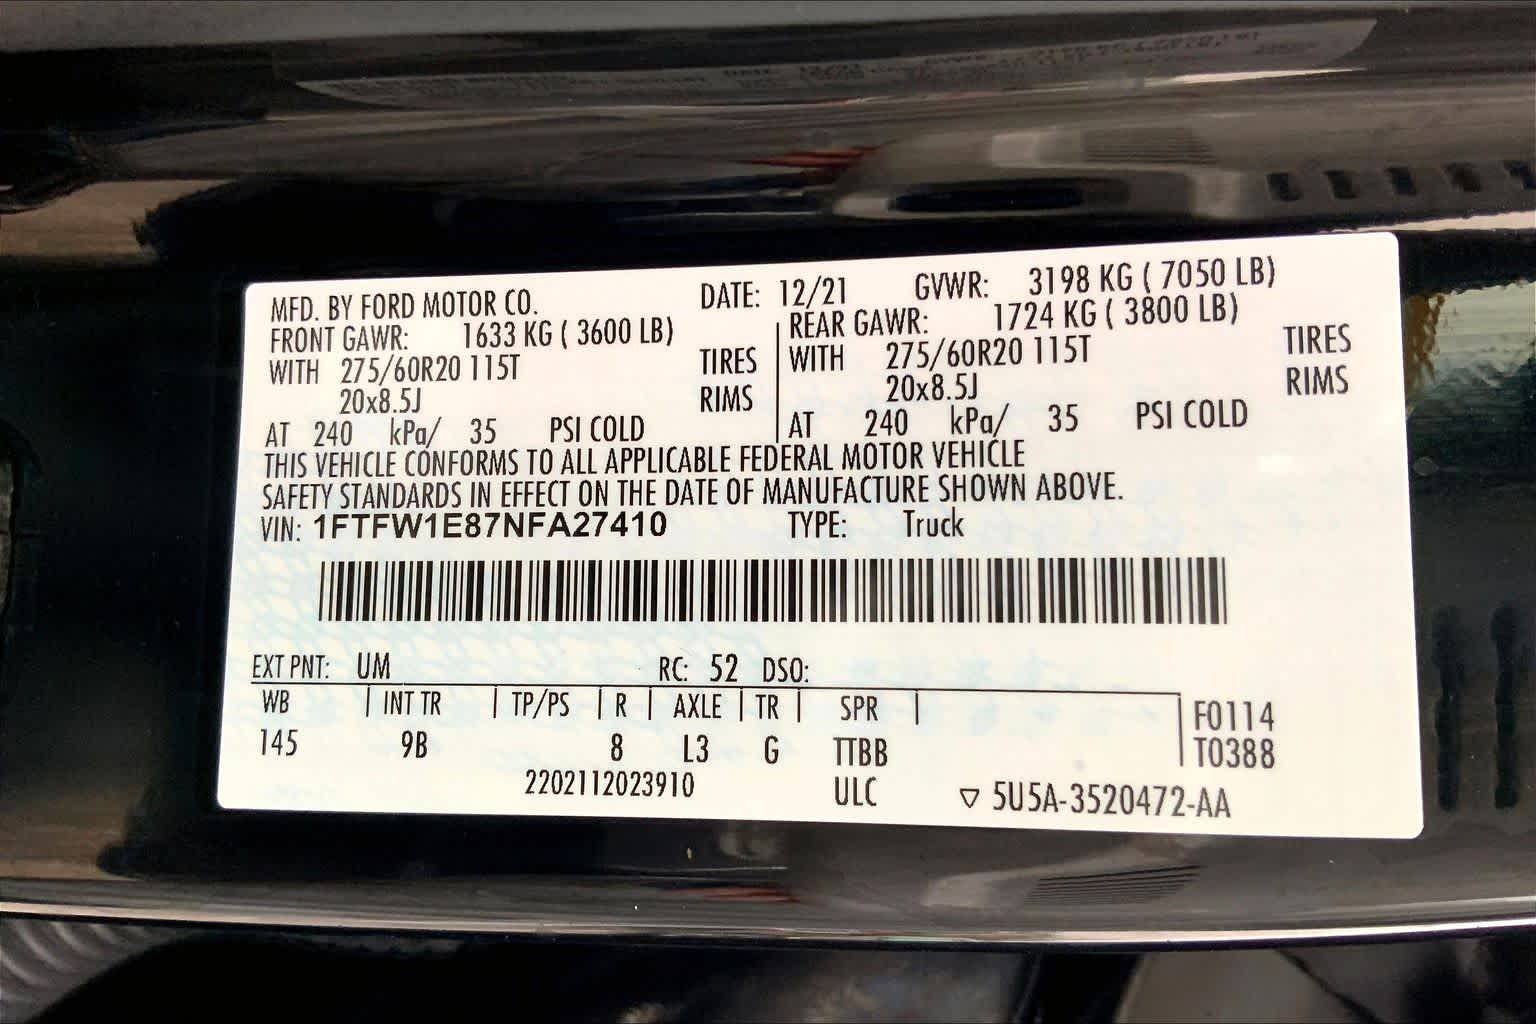 MFD. BY FORD MOTOR CO. DATE: 12/21 GVWR: 3198 KG ( 7050 LB)
FRONT GAWR: 1633 KG ( 3600 LB) REAR GAWR: 1724 KG ( 3800 LB)
WITH 275/60R20 115T TIRES WITH 275/60R20 115T TIRES
20x8.5J RIMS 20x8.5J RIMS
AT 240 kPa/ 35 PSI COLD AT 240 kPa/ 35 PSI COLD
THIS VEHICLE CONFORMS TO ALL APPLICABLE FEDERAL MOTOR VEHICLE
SAFETY STANDARDS IN EFFECT ON THE DATE OF MANUFACTURE SHOWN ABOVE.
VIN: 1FTFW1E87NFA27410 TYPE: Truck
EXT PNT: UM RC: 52 DSO:
WB | INT TR | TP/PS | R | AXLE | TR | SPR | F0114
145 9B 8 L3 G TTBB T0388
2202112023910 ULC ▽ 5U5A-3520472-AA